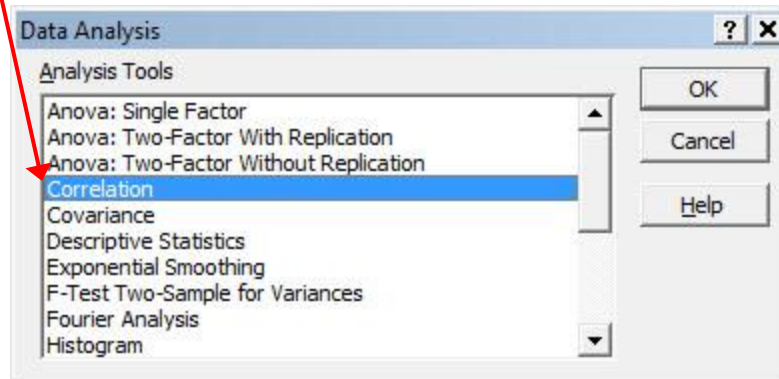 Data Analysis
? X
Analysis Tools
OK
Anova: Single Factor
Anova: Two-Factor With Replication
Cancel
Anova: Two-Factor Without Replication
Correlation
Help
Covariance
Descriptive Statistics
Exponential Smoothing
F-Test Two-Sample for Variances
Fourier Analysis
Histogram